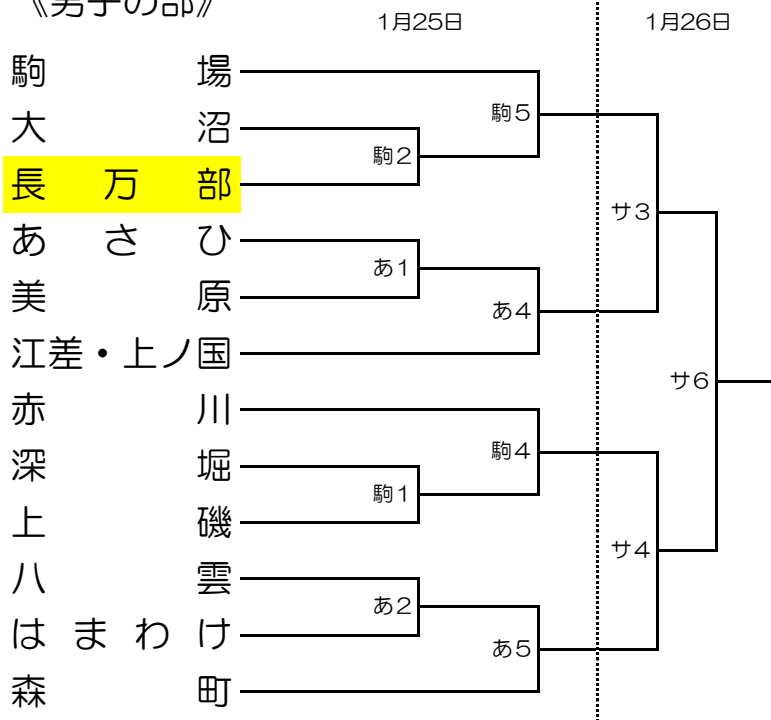 《男子の部》
1月25日 1月26日
駒場
大沼
長万部
あさひ
美原
江差・上ノ国
赤川
深堀
上磯
八雲
はまわけ
森町
駒5
駒2
サ3
あ1
あ4
サ6
駒4
駒1
サ4
あ2
あ5